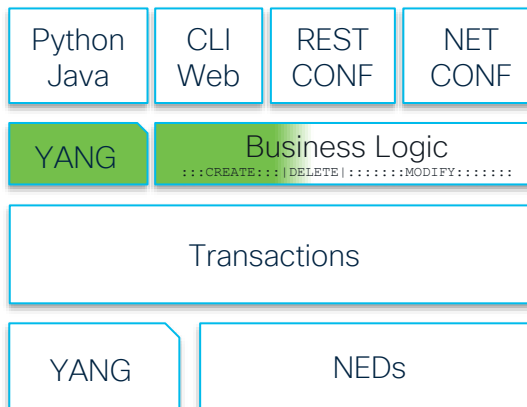 Python
Java
CLI
Web
REST
CONF
NET
CONF
YANG
Business Logic
:::CREATE:::|DELETE|:::::::MODIFY:::::::
Transactions
YANG
NEDs